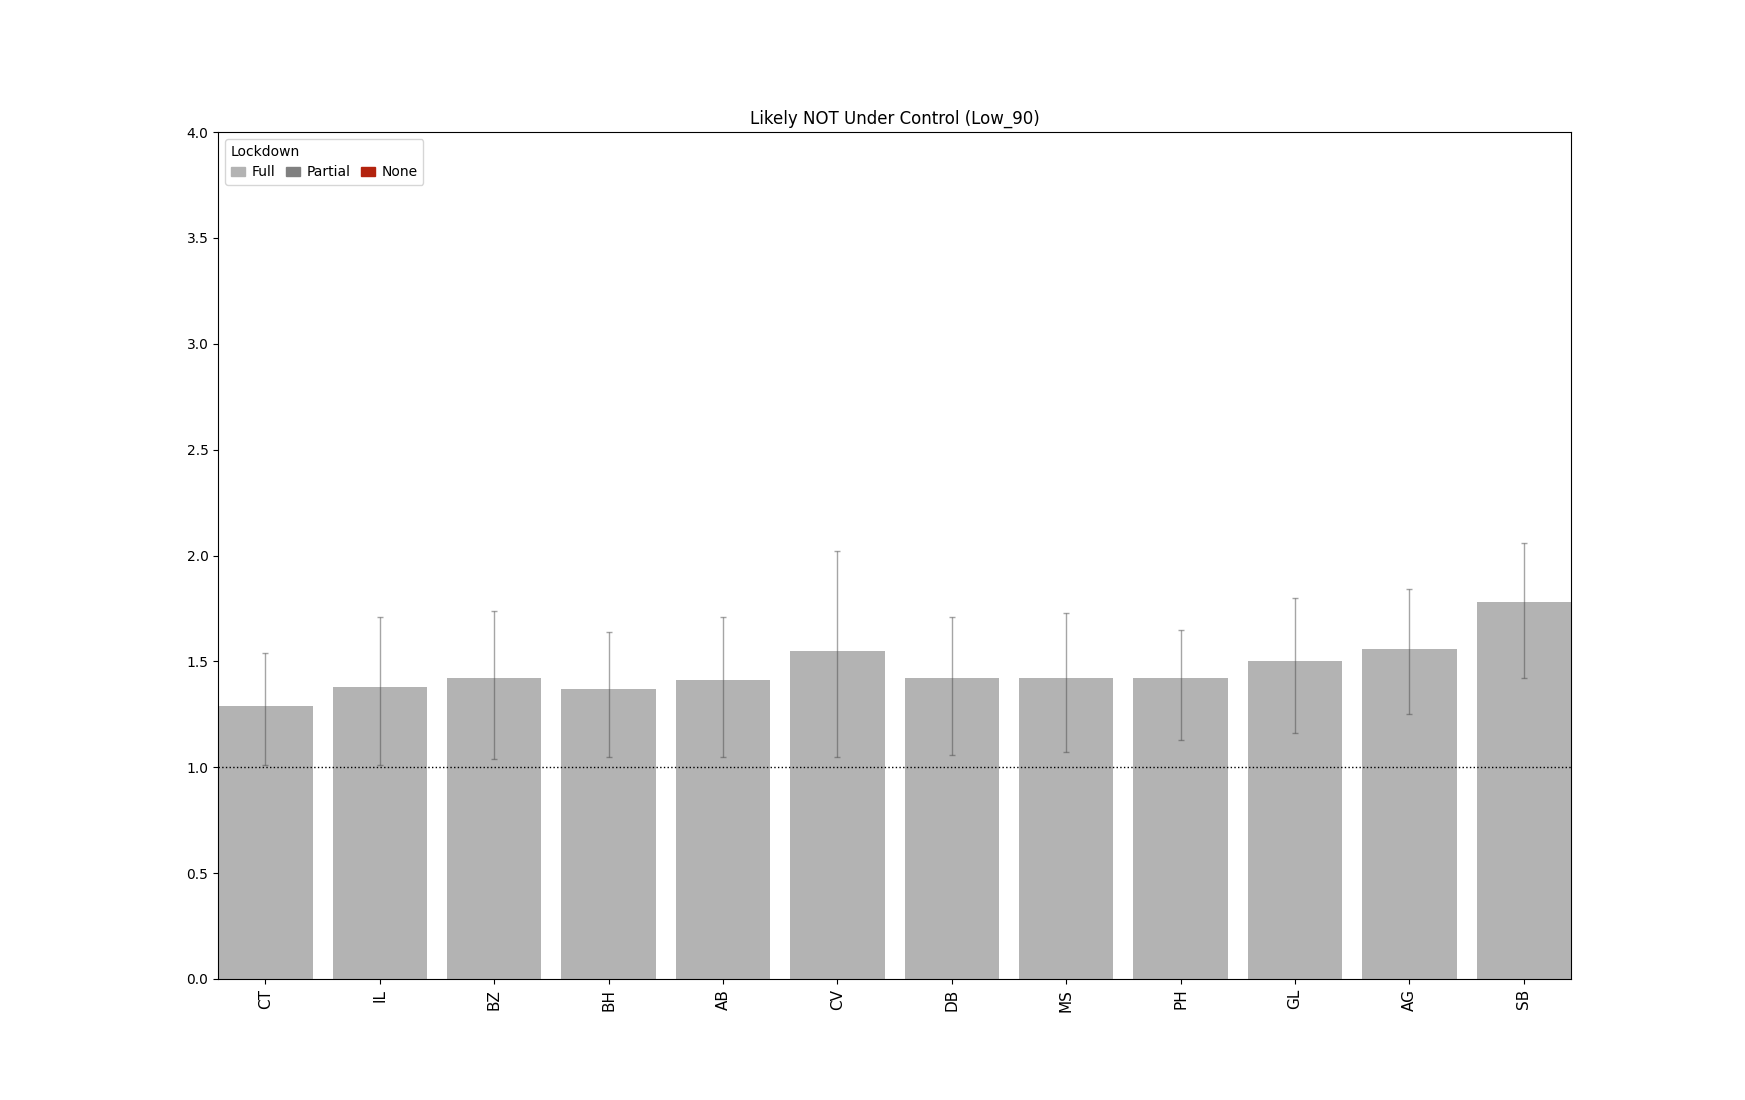 Likely NOT Under Control (Low_90)
Lockdown
Full Partial None
4.0
3.5
3.0
2.5
2.0
1.5
1.0
0.5
0.0
CT IL BZ BH AB CV DB MS PH GL AG SB